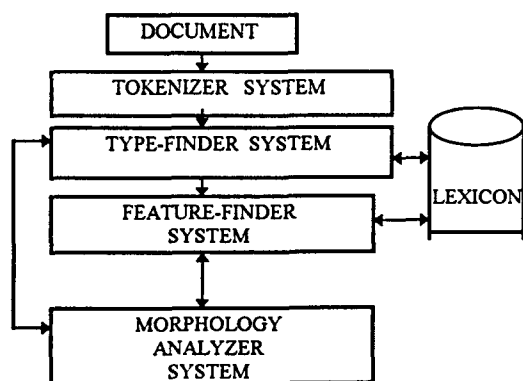 DOCUMENT
TOKENIZER SYSTEM
TYPE-FINDER SYSTEM
LEXICON
FEATURE-FINDER
SYSTEM
MORPHOLOGY
ANALYZER
SYSTEM